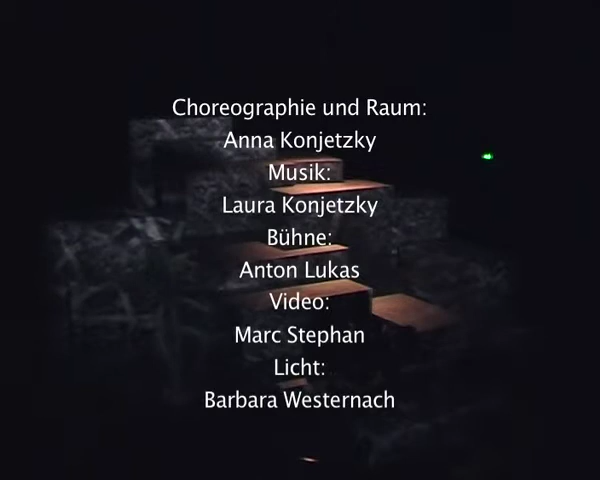 Choreographie und Raum:
Anna Konjetzky
Musik:
Laura Konjetzky
Bühne:
Anton Lukas
Video:
Marc Stephan
Licht:
Barbara Westernach